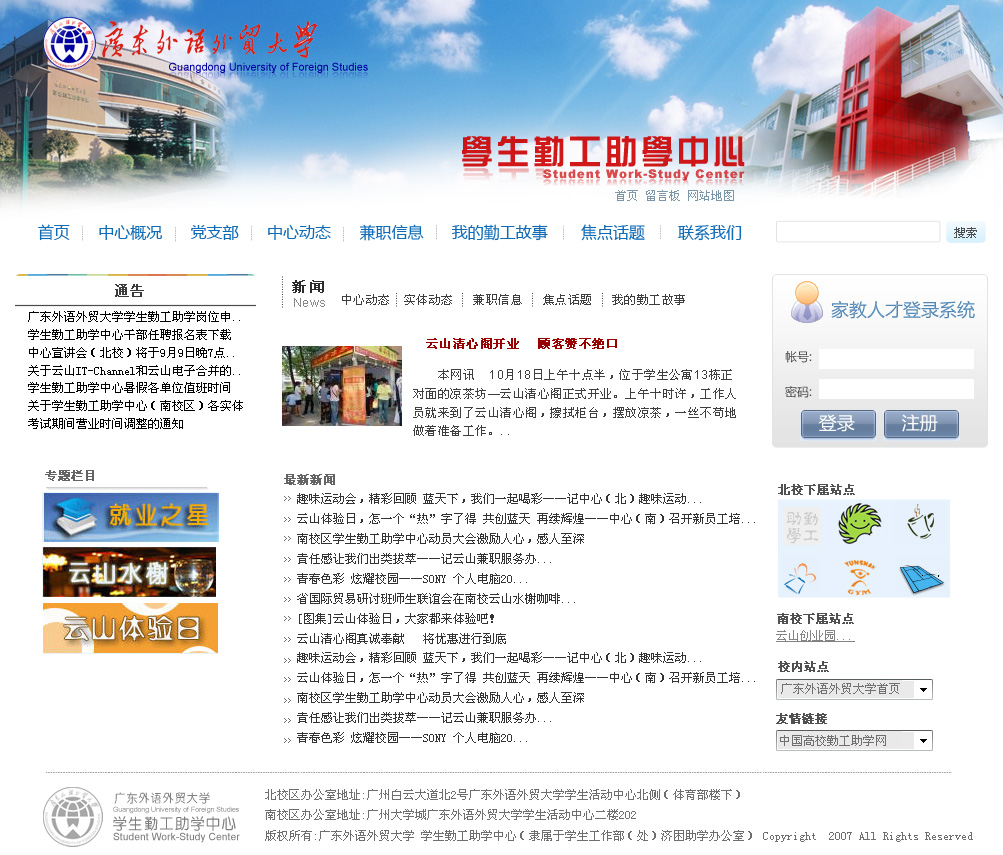 廣东外语外贸大学
Guangdong University of Foreign Studies
學生勤工助學中心
Student Work-Study Center
首页 留言板 网站地图
首页 中心概况 党支部 中心动态 兼职信息 我的勤工故事 焦点话题 联系我们
搜索
通告
广东外语外贸大学学生勤工助学岗位申..
学生勤工助学中心干部任聘报名表下载
中心宣讲会(北校)将于9月9日晚7点..
关于云山IT-Channel和云山电子合并的..
学生勤工助学中心暑假各单位值班时间
关于学生勤工助学中心(南校区)各实体
考试期间营业时间调整的通知
专题栏目
就业之星
云山水榭
云山体验日
新闻
News
中心动态 实体动态 兼职信息 焦点话题 我的勤工故事
云山清心阁开业 顾客赞不绝口
本网讯 10月18日上午十点半,位于学生公寓13栋正
对面的凉茶坊—云山清心阁正式开业。上午十时许,工作人
员就来到了云山清心阁,擦拭柜台,摆放凉茶,一丝不苟地
做着准备工作。..
最新新闻
趣味运动会,精彩回顾 蓝天下,我们一起喝彩——记中心(北)趣味运动...
云山体验日,怎一个“热”字了得 共创蓝天 再续辉煌——中心(南)召开新员工培...
南校区学生勤工助学中心动员大会激励人心,感人至深
责任感让我们出类拔萃——记云山兼职服务办...
青春色彩 炫耀校园——SONY 个人电脑20...
省国际贸易研讨班师生联谊会在南校云山水榭咖啡...
[图集]云山体验日,大家都来体验吧!
云山清心阁真诚奉献 将优惠进行到底
趣味运动会,精彩回顾 蓝天下,我们一起喝彩——记中心(北)趣味运动...
云山体验日,怎一个“热”字了得 共创蓝天 再续辉煌——中心(南)召开新员工培...
南校区学生勤工助学中心动员大会激励人心,感人至深
责任感让我们出类拔萃——记云山兼职服务办...
青春色彩 炫耀校园——SONY 个人电脑20...
家教人才登录系统
帐号:
密码:
登录 注册
北校下属站点
助勤
學工
YUNSHAN
GYM
南校下属站点
云山创业园...
校内站点
广东外语外贸大学首页
友情链接
中国高校勤工助学网
广东外语外贸大学
Guangdong University of Foreign Studies
学生勤工助学中心
Student Work-Study Center
北校区办公室地址:广州白云大道北2号广东外语外贸大学学生活动中心北侧(体育部楼下)
南校区办公室地址:广州大学城广东外语外贸大学学生活动中心二楼202
版权所有:广东外语外贸大学 学生勤工助学中心(隶属于学生工作部(处)济困助学办公室) Copyright 2007 All Rights Reserved